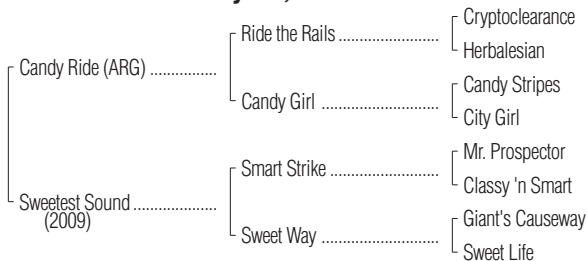 Cryptoclearance
Ride the Rails ........................
Herbalesian
Candy Ride (ARG) ................
Candy Stripes
Candy Girl ............................
City Girl
Mr. Prospector
Smart Strike ..........................
Classy 'n Smart
Sweetest Sound ....................
(2009)
Giant's Causeway
Sweet Way ............................
Sweet Life